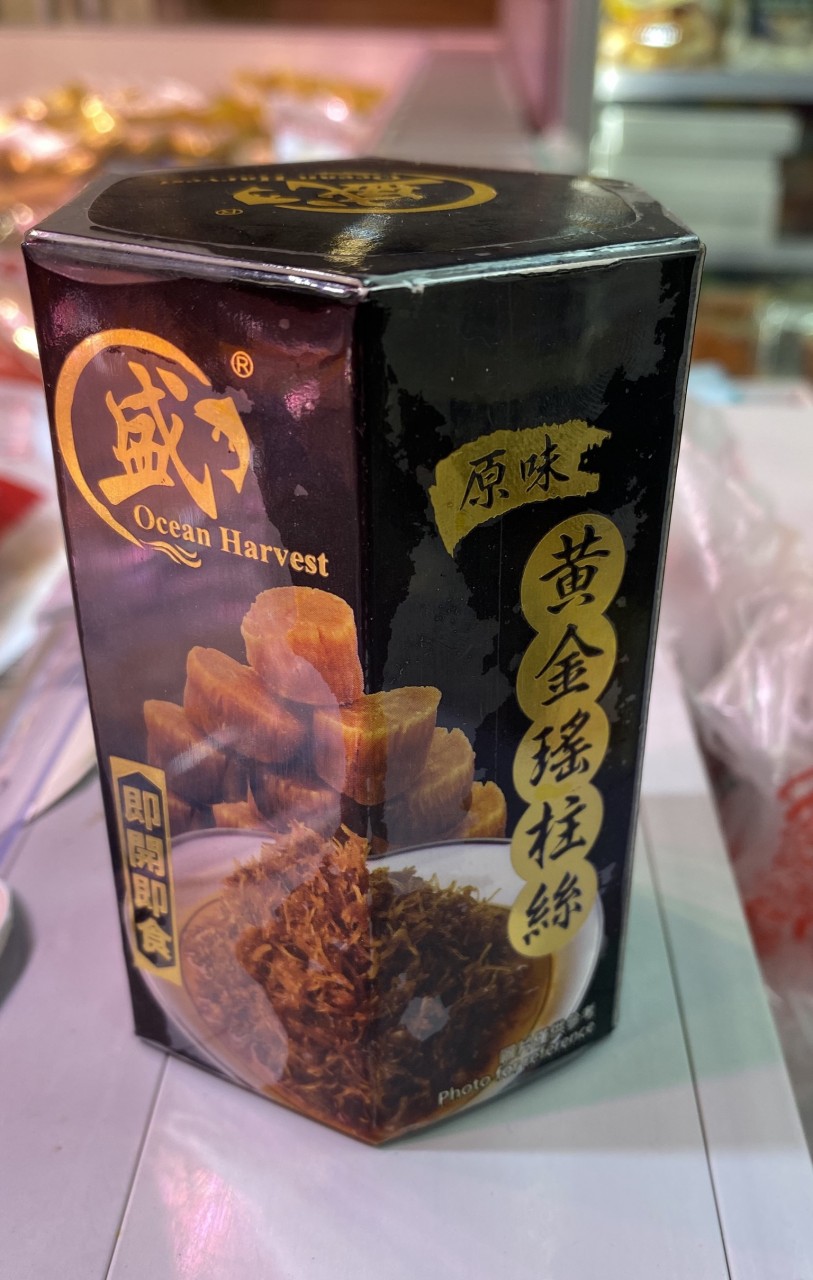 盛
®
Ocean Harvest
原味
黃金瑤柱絲
即開即食
Photo for reference